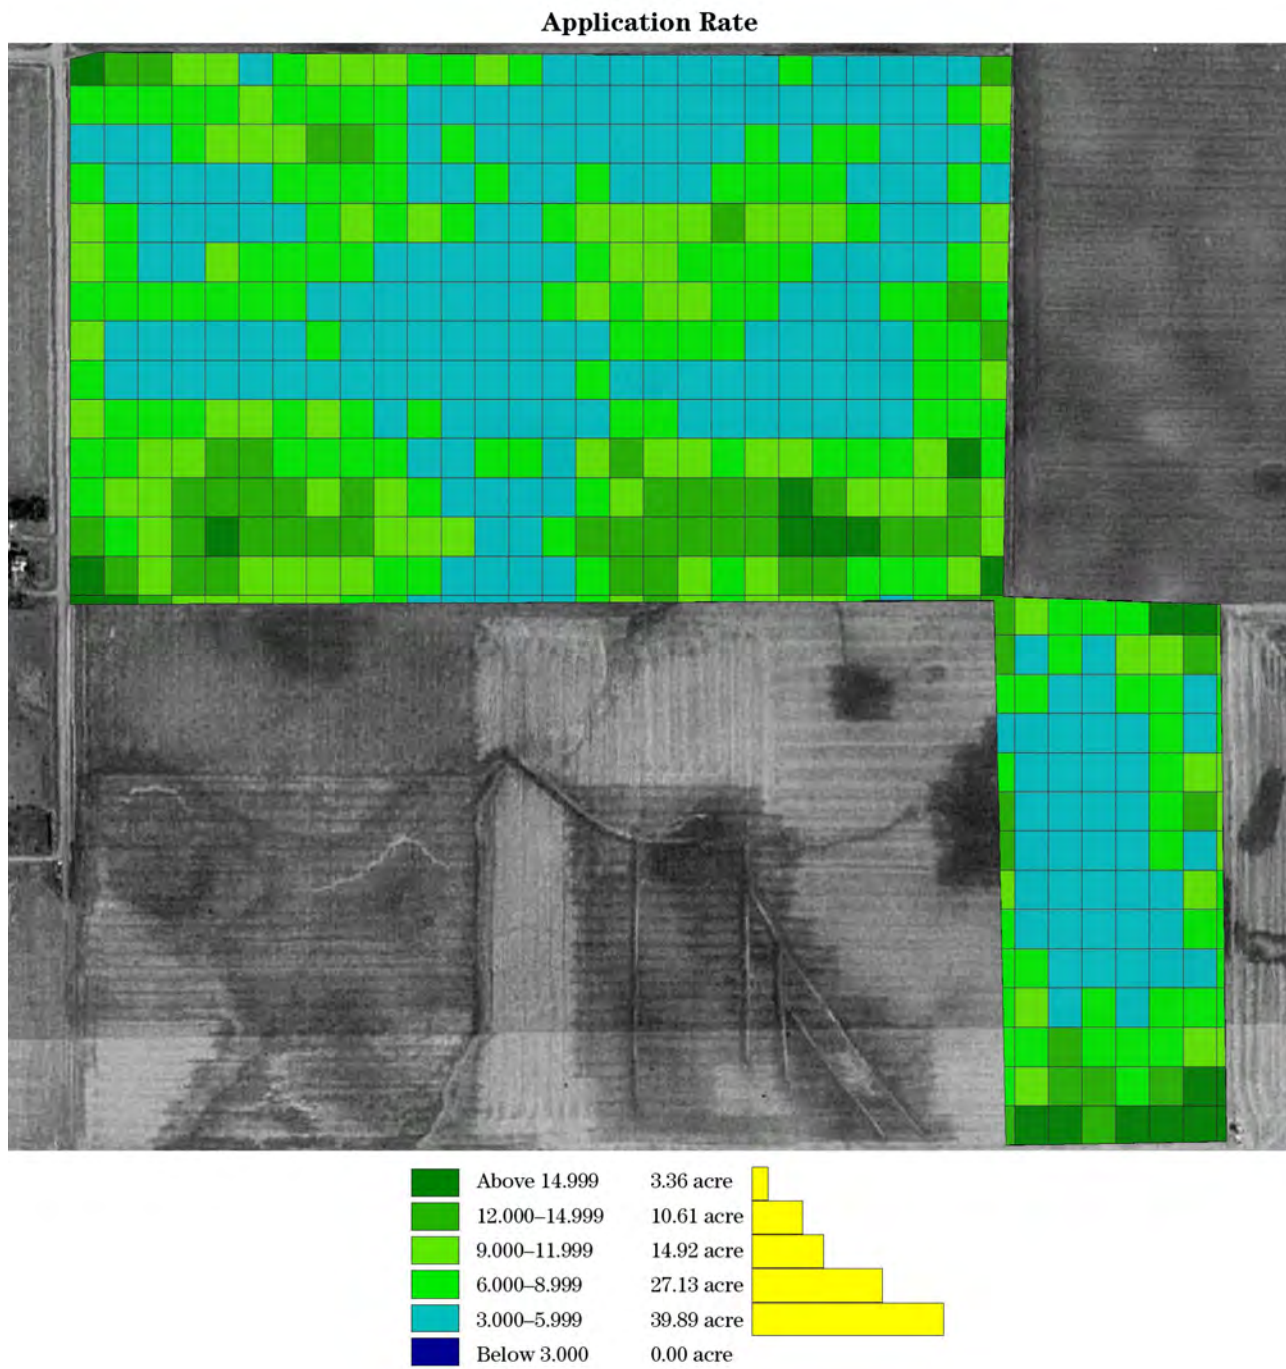 Application Rate
Above 14.999 3.36 acre
12.000–14.999 10.61 acre
9.000–11.999 14.92 acre
6.000–8.999 27.13 acre
3.000–5.999 39.89 acre
Below 3.000 0.00 acre